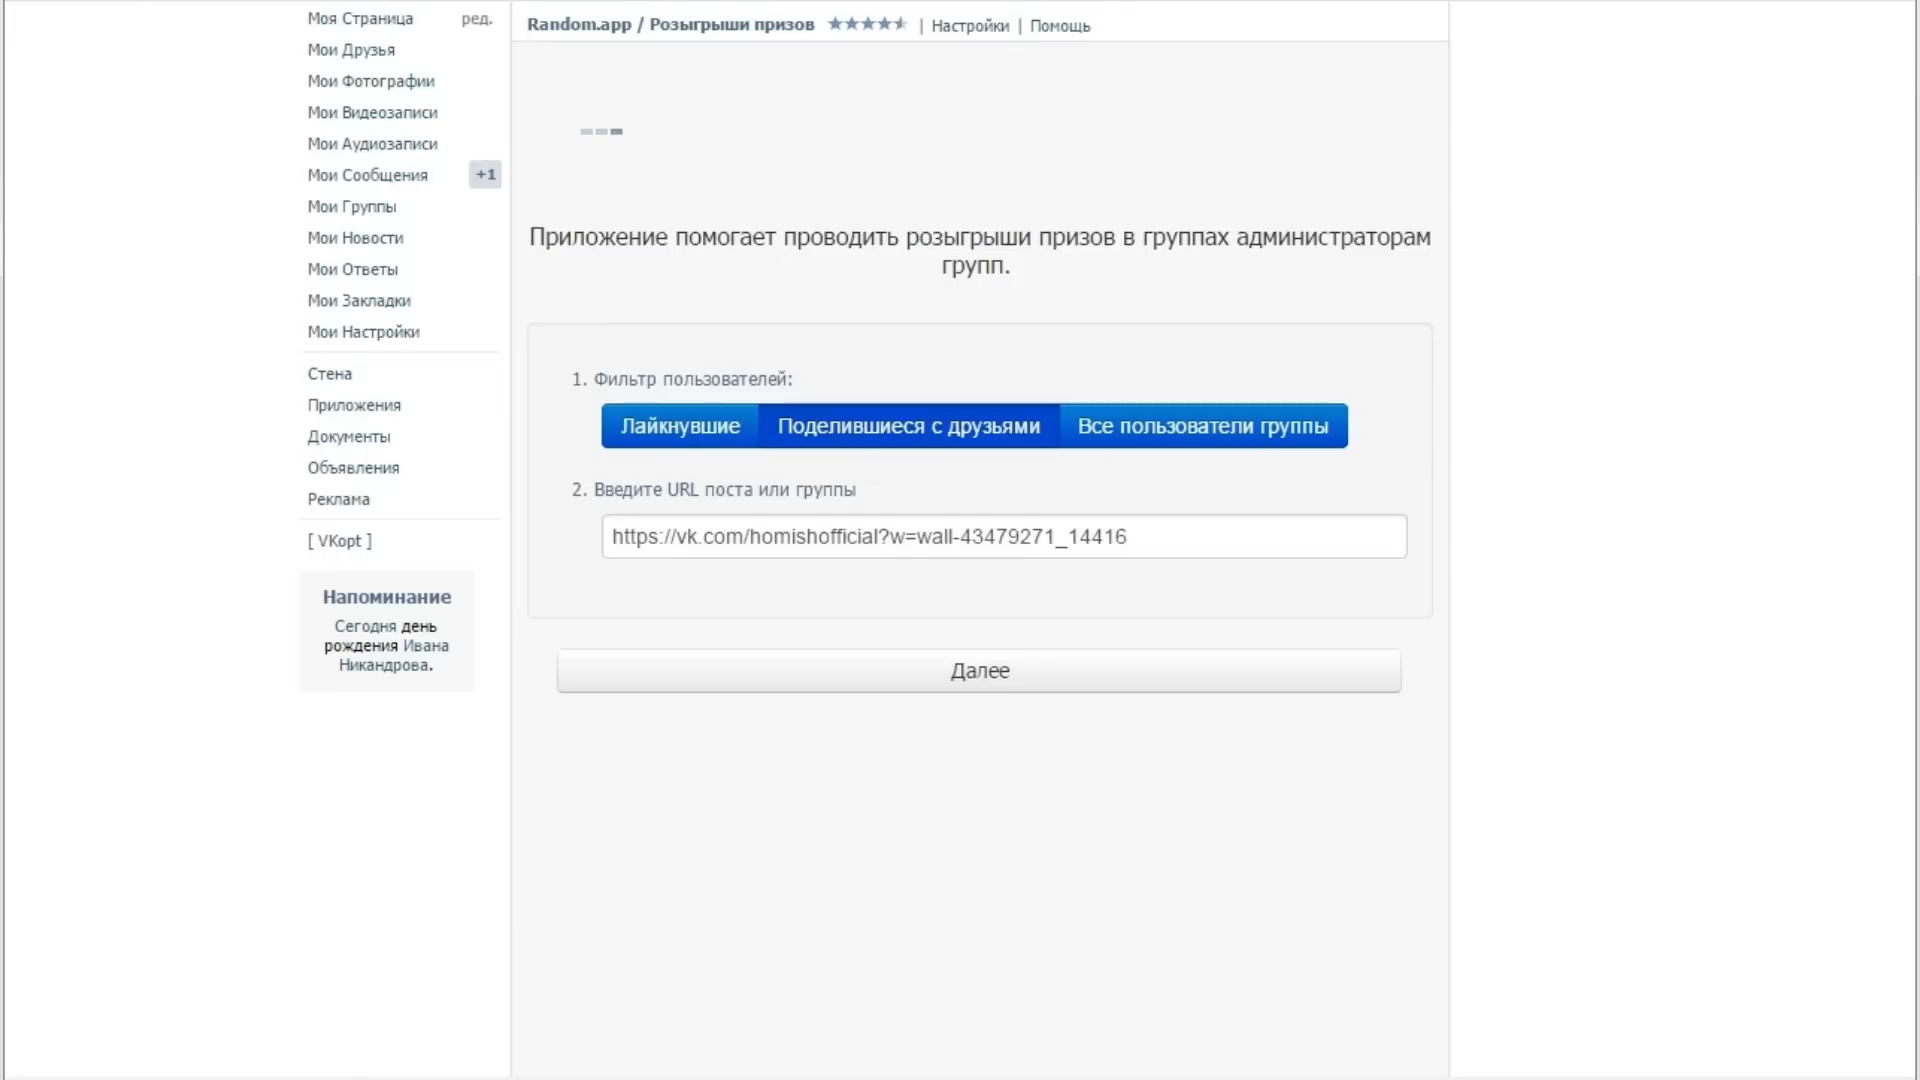 Моя Страница ред.
Мои Друзья
Мои Фотографии
Мои Видеозаписи
Мои Аудиозаписи
Мои Сообщения +1
Мои Группы
Мои Новости
Мои Ответы
Мои Закладки
Мои Настройки
Стена
Приложения
Документы
Объявления
Реклама
[ VKopt ]
Напоминание
Сегодня день
рождения Ивана
Никандрова.
Random.app / Розыгрыши призов | Настройки | Помощь
Приложение помогает проводить розыгрыши призов в группах администраторам
групп.
1. Фильтр пользователей:
Лайкнувшие Поделившиеся с друзьями Все пользователи группы
2. Введите URL поста или группы
https://vk.com/homishofficial?w=wall-43479271_14416
Далее